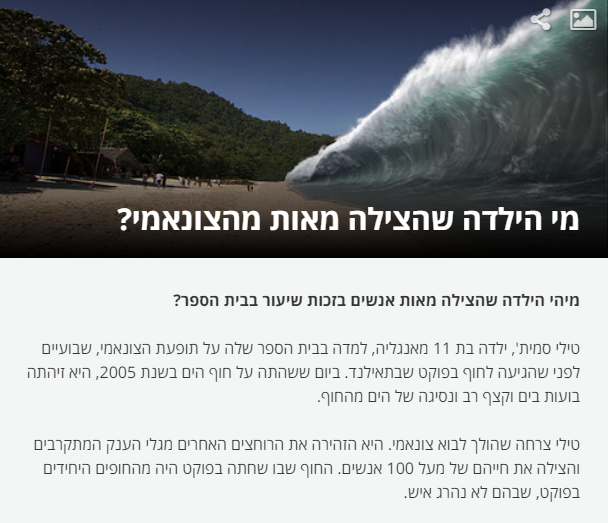 מי הילדה שהצילה מאות מהצונאמי?
מיהי הילדה שהצילה מאות אנשים בזכות שיעור בבית הספר?
טילי סמית', ילדה בת 11 מאנגליה, למדה בבית הספר שלה על תופעת הצונאמי, שבועיים
לפני שהגיעה לחוף בפוקט שבתאילנד. ביום ששהתה על חוף הים בשנת 2005, היא זיהתה
בועות בים וקצף רב ונסיגה של הים מהחוף.
טילי צרחה שהולך לבוא צונאמי. היא הזהירה את הרוחצים האחרים מגלי הענק המתקרבים
והצילה את חייהם של מעל 100 אנשים. החוף שבו שחתה בפוקט היה מהחופים היחידים
בפוקט, שבהם לא נהרג איש.